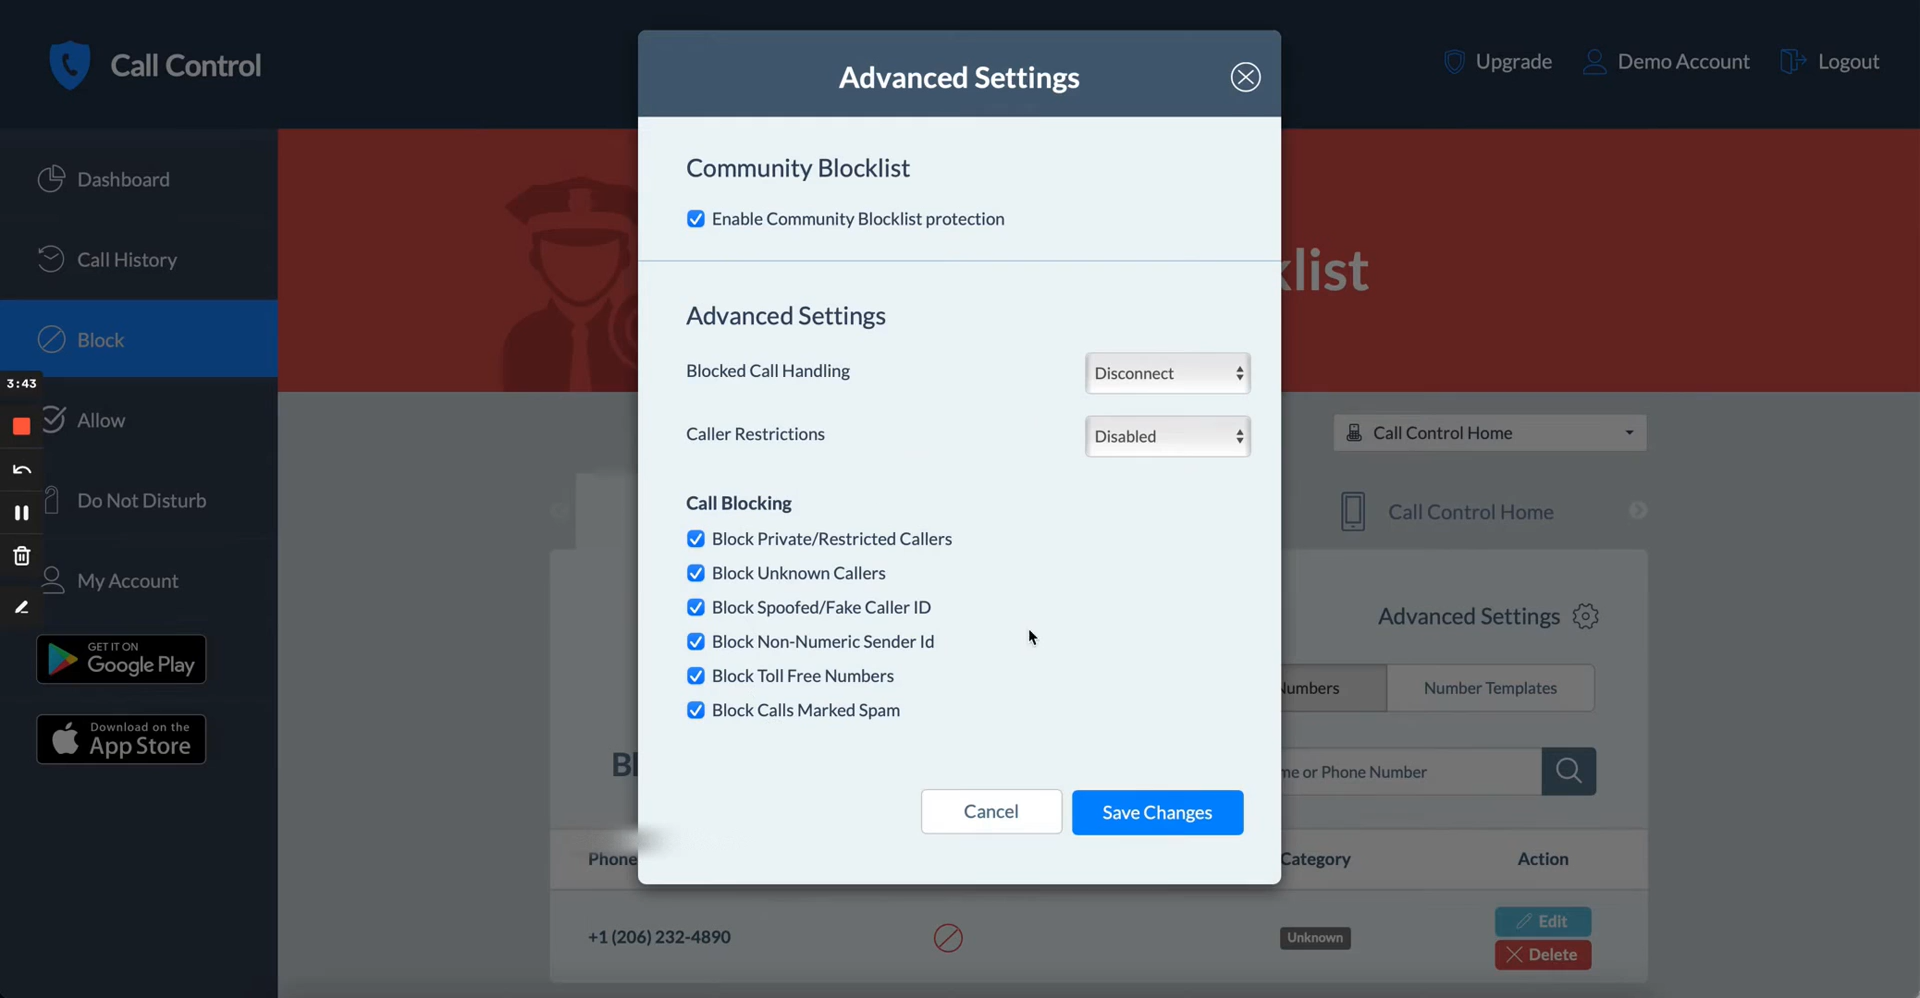 Call Control
Upgrade
Demo Account
Logout
Dashboard
Call History
Block
3:43
Allow
Do Not Disturb
My Account
GET IT ON
Google Play
Download on the
App Store
klist
Advanced Settings
Community Blocklist
Enable Community Blocklist protection
Advanced Settings
Blocked Call Handling
Disconnect
Caller Restrictions
Disabled
Call Blocking
Block Private/Restricted Callers
Block Unknown Callers
Block Spoofed/Fake Caller ID
Block Non-Numeric Sender Id
Block Toll Free Numbers
Block Calls Marked Spam
Cancel
Save Changes
Call Control Home
Call Control Home
Advanced Settings
Numbers
Number Templates
Bl
me or Phone Number
Phone
Category
Action
+1 (206) 232-4890
Unknown
Edit
Delete